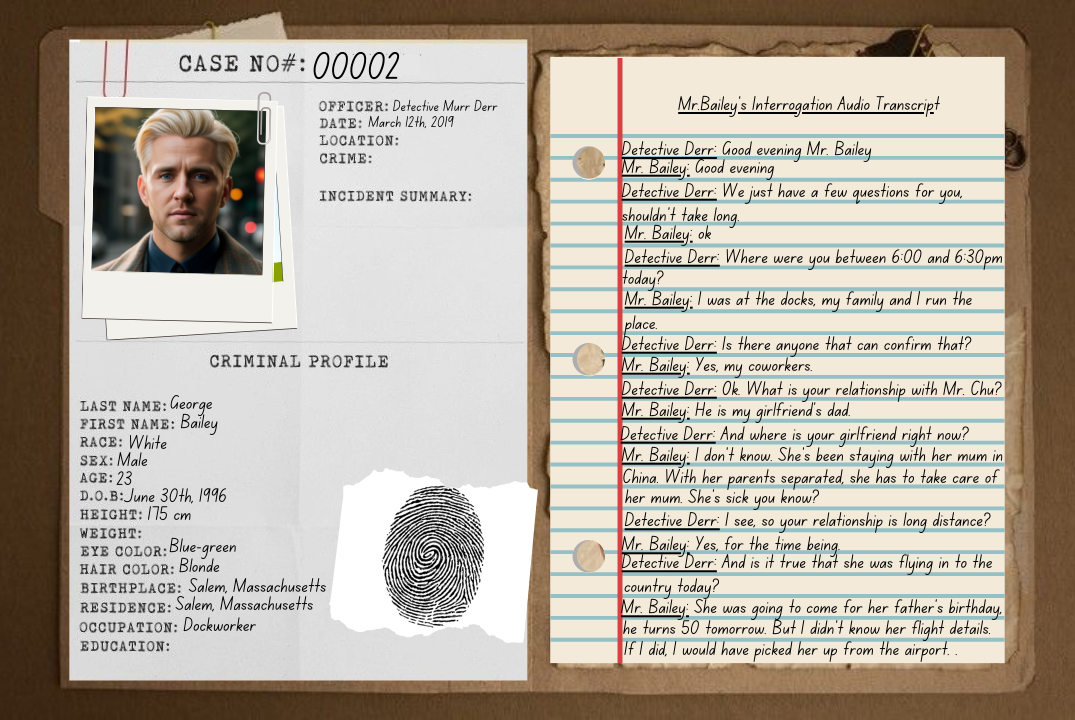 CASE NO#: 00002
OFFICER: Detective Murr Derr
DATE: March 12th, 2019
LOCATION:
CRIME:
INCIDENT SUMMARY:
CRIMINAL PROFILE
LAST NAME: George
FIRST NAME: Bailey
RACE: White
SEX: Male
AGE: 23
D.O.B: June 30th, 1996
HEIGHT: 175 cm
WEIGHT:
EYE COLOR: Blue-green
HAIR COLOR: Blonde
BIRTHPLACE: Salem, Massachusetts
RESIDENCE: Salem, Massachusetts
OCCUPATION: Dockworker
EDUCATION:
Mr.Bailey's Interrogation Audio Transcript
Detective Derr: Good evening Mr. Bailey
Mr. Bailey: Good evening
Detective Derr: We just have a few questions for you,
shouldn't take long.
Mr. Bailey: ok
Detective Derr: Where were you between 6:00 and 6:30pm
today?
Mr. Bailey: I was at the docks, my family and I run the
place.
Detective Derr: Is there anyone that can confirm that?
Mr. Bailey: Yes, my coworkers.
Detective Derr: Ok. What is your relationship with Mr. Chu?
Mr. Bailey: He is my girlfriend's dad.
Detective Derr: And where is your girlfriend right now?
Mr. Bailey: I don't know. She's been staying with her mum in
China. With her parents separated, she has to take care of
her mum. She's sick you know?
Detective Derr: I see, so your relationship is long distance?
Mr. Bailey: Yes, for the time being.
Detective Derr: And is it true that she was flying in to the
country today?
Mr. Bailey: She was going to come for her father's birthday,
he turns 50 tomorrow. But I didn't know her flight details.
If I did, I would have picked her up from the airport. .